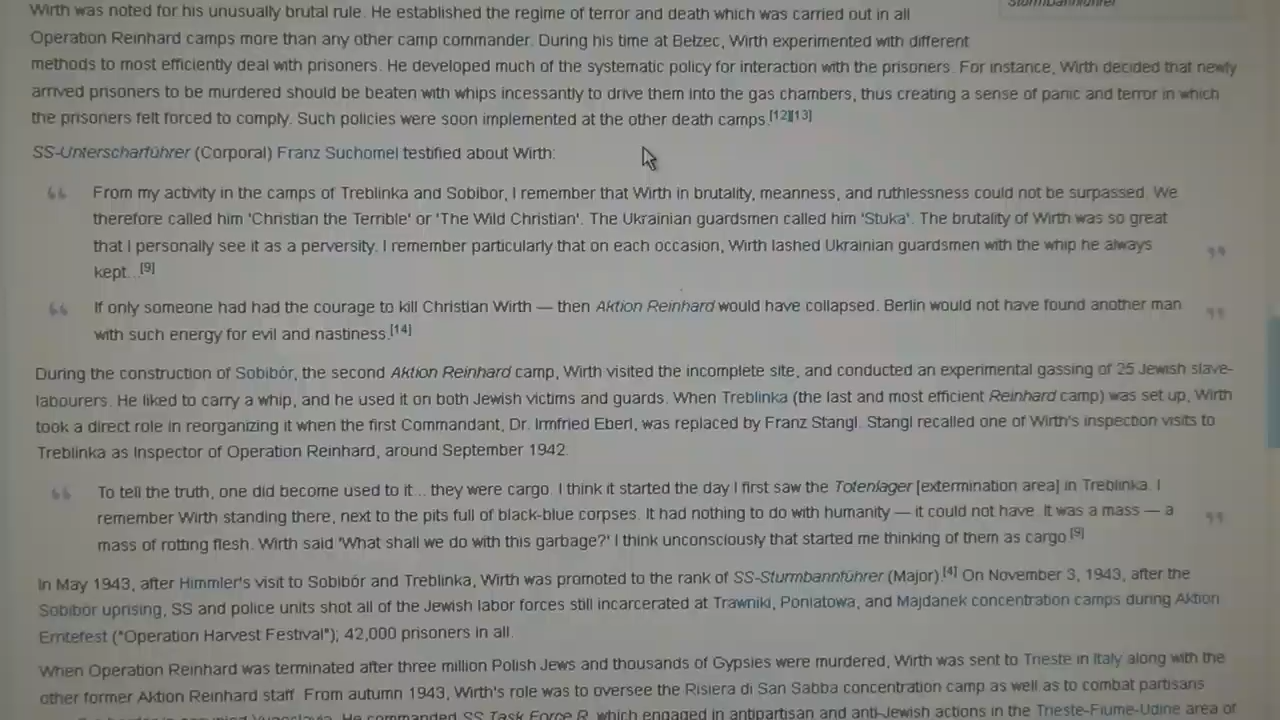 Sturmbannführer
Wirth was noted for his unusually brutal rule. He established the regime of terror and death which was carried out in all
Operation Reinhard camps more than any other camp commander. During his time at Bełzec, Wirth experimented with different
methods to most efficiently deal with prisoners. He developed much of the systematic policy for interaction with the prisoners. For instance, Wirth decided that newly
arrived prisoners to be murdered should be beaten with whips incessantly to drive them into the gas chambers, thus creating a sense of panic and terror in which
the prisoners felt forced to comply. Such policies were soon implemented at the other death camps.[12][13]
SS-Unterscharführer (Corporal) Franz Suchomel testified about Wirth:
“ From my activity in the camps of Treblinka and Sobibor, I remember that Wirth in brutality, meanness, and ruthlessness could not be surpassed. We
therefore called him 'Christian the Terrible' or 'The Wild Christian'. The Ukrainian guardsmen called him 'Stuka'. The brutality of Wirth was so great
that I personally see it as a perversity. I remember particularly that on each occasion, Wirth lashed Ukrainian guardsmen with the whip he always
kept...[9] ”
“ If only someone had had the courage to kill Christian Wirth — then Aktion Reinhard would have collapsed. Berlin would not have found another man
with such energy for evil and nastiness.[14] ”
During the construction of Sobibór, the second Aktion Reinhard camp, Wirth visited the incomplete site, and conducted an experimental gassing of 25 Jewish slave-
labourers. He liked to carry a whip, and he used it on both Jewish victims and guards. When Treblinka (the last and most efficient Reinhard camp) was set up, Wirth
took a direct role in reorganizing it when the first Commandant, Dr. Irmfried Eberl, was replaced by Franz Stangl. Stangl recalled one of Wirth's inspection visits to
Treblinka as Inspector of Operation Reinhard, around September 1942.
“ To tell the truth, one did become used to it... they were cargo. I think it started the day I first saw the Totenlager [extermination area] in Treblinka. I
remember Wirth standing there, next to the pits full of black-blue corpses. It had nothing to do with humanity — it could not have. It was a mass — a
mass of rotting flesh. Wirth said 'What shall we do with this garbage?' I think unconsciously that started me thinking of them as cargo.[9] ”
In May 1943, after Himmler's visit to Sobibór and Treblinka, Wirth was promoted to the rank of SS-Sturmbannführer (Major).[4] On November 3, 1943, after the
Sobibór uprising, SS and police units shot all of the Jewish labor forces still incarcerated at Trawniki, Poniatowa, and Majdanek concentration camps during Aktion
Erntefest ("Operation Harvest Festival"); 42,000 prisoners in all.
When Operation Reinhard was terminated after three million Polish Jews and thousands of Gypsies were murdered, Wirth was sent to Trieste in Italy along with the
other former Aktion Reinhard staff. From autumn 1943, Wirth's role was to oversee the Risiera di San Sabba concentration camp as well as to combat partisans
Yugoslavia. He commanded SS Task Force R, which engaged in antipartisan and anti-Jewish actions in the Trieste-Fiume-Udine area of